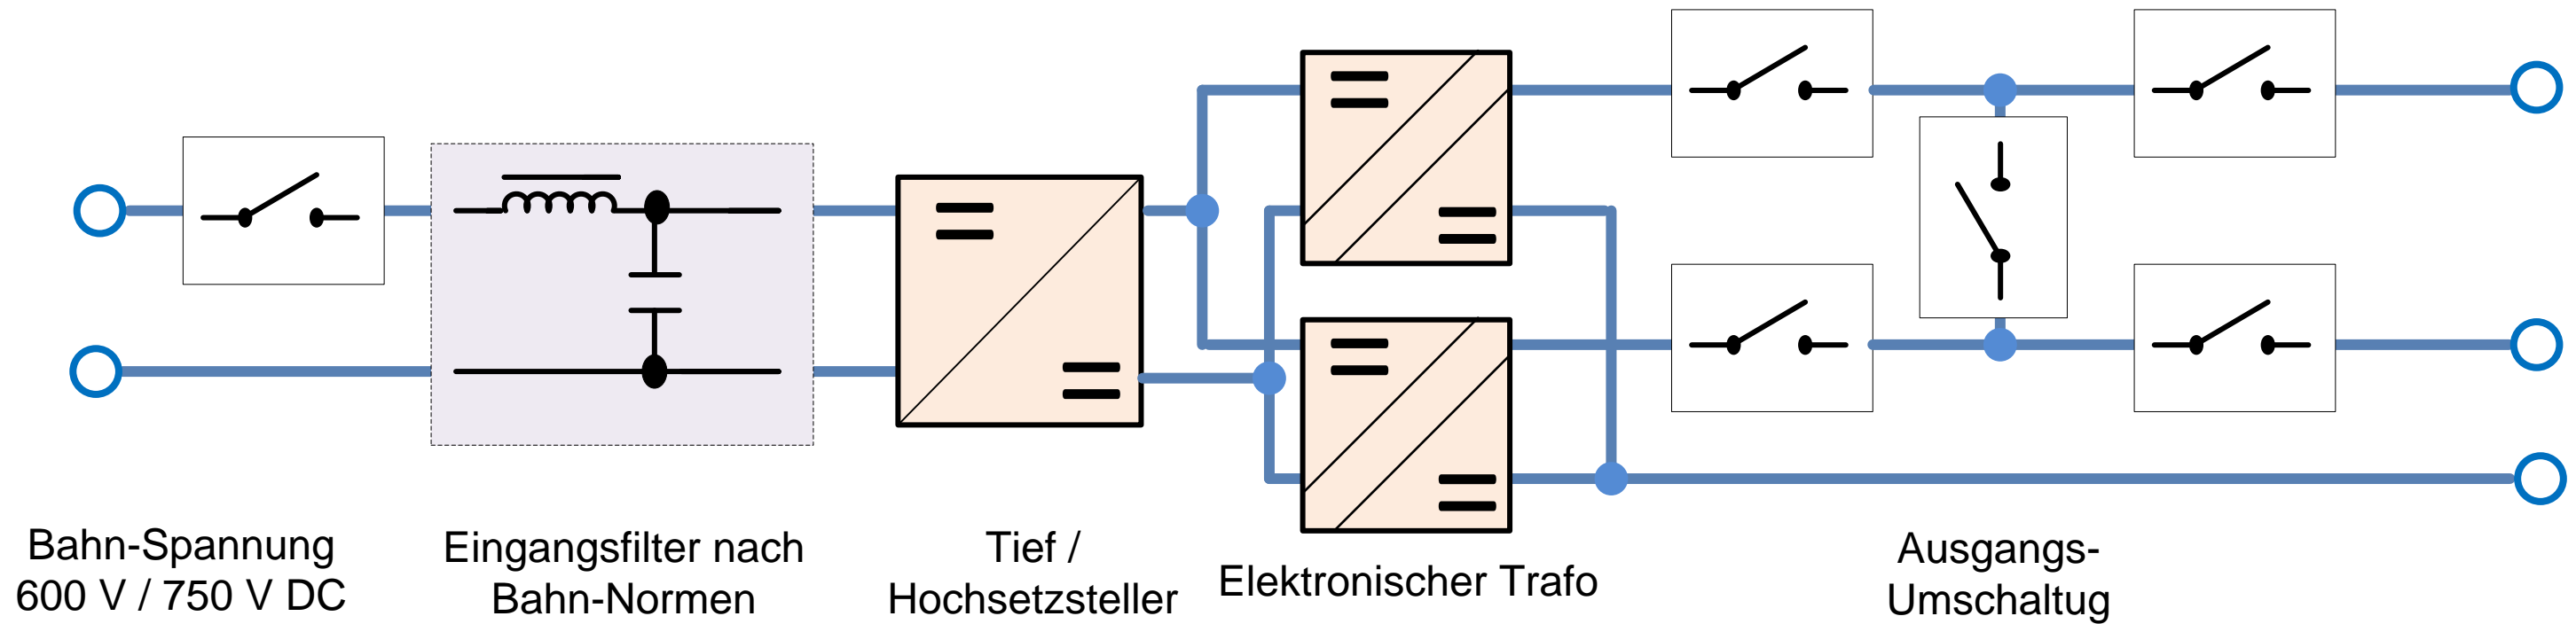 Bahn-Spannung
600 V / 750 V DC
Eingangsfilter nach
Bahn-Normen
Tief /
Hochsetzsteller
Elektronischer Trafo
Ausgangs-
Umschaltug